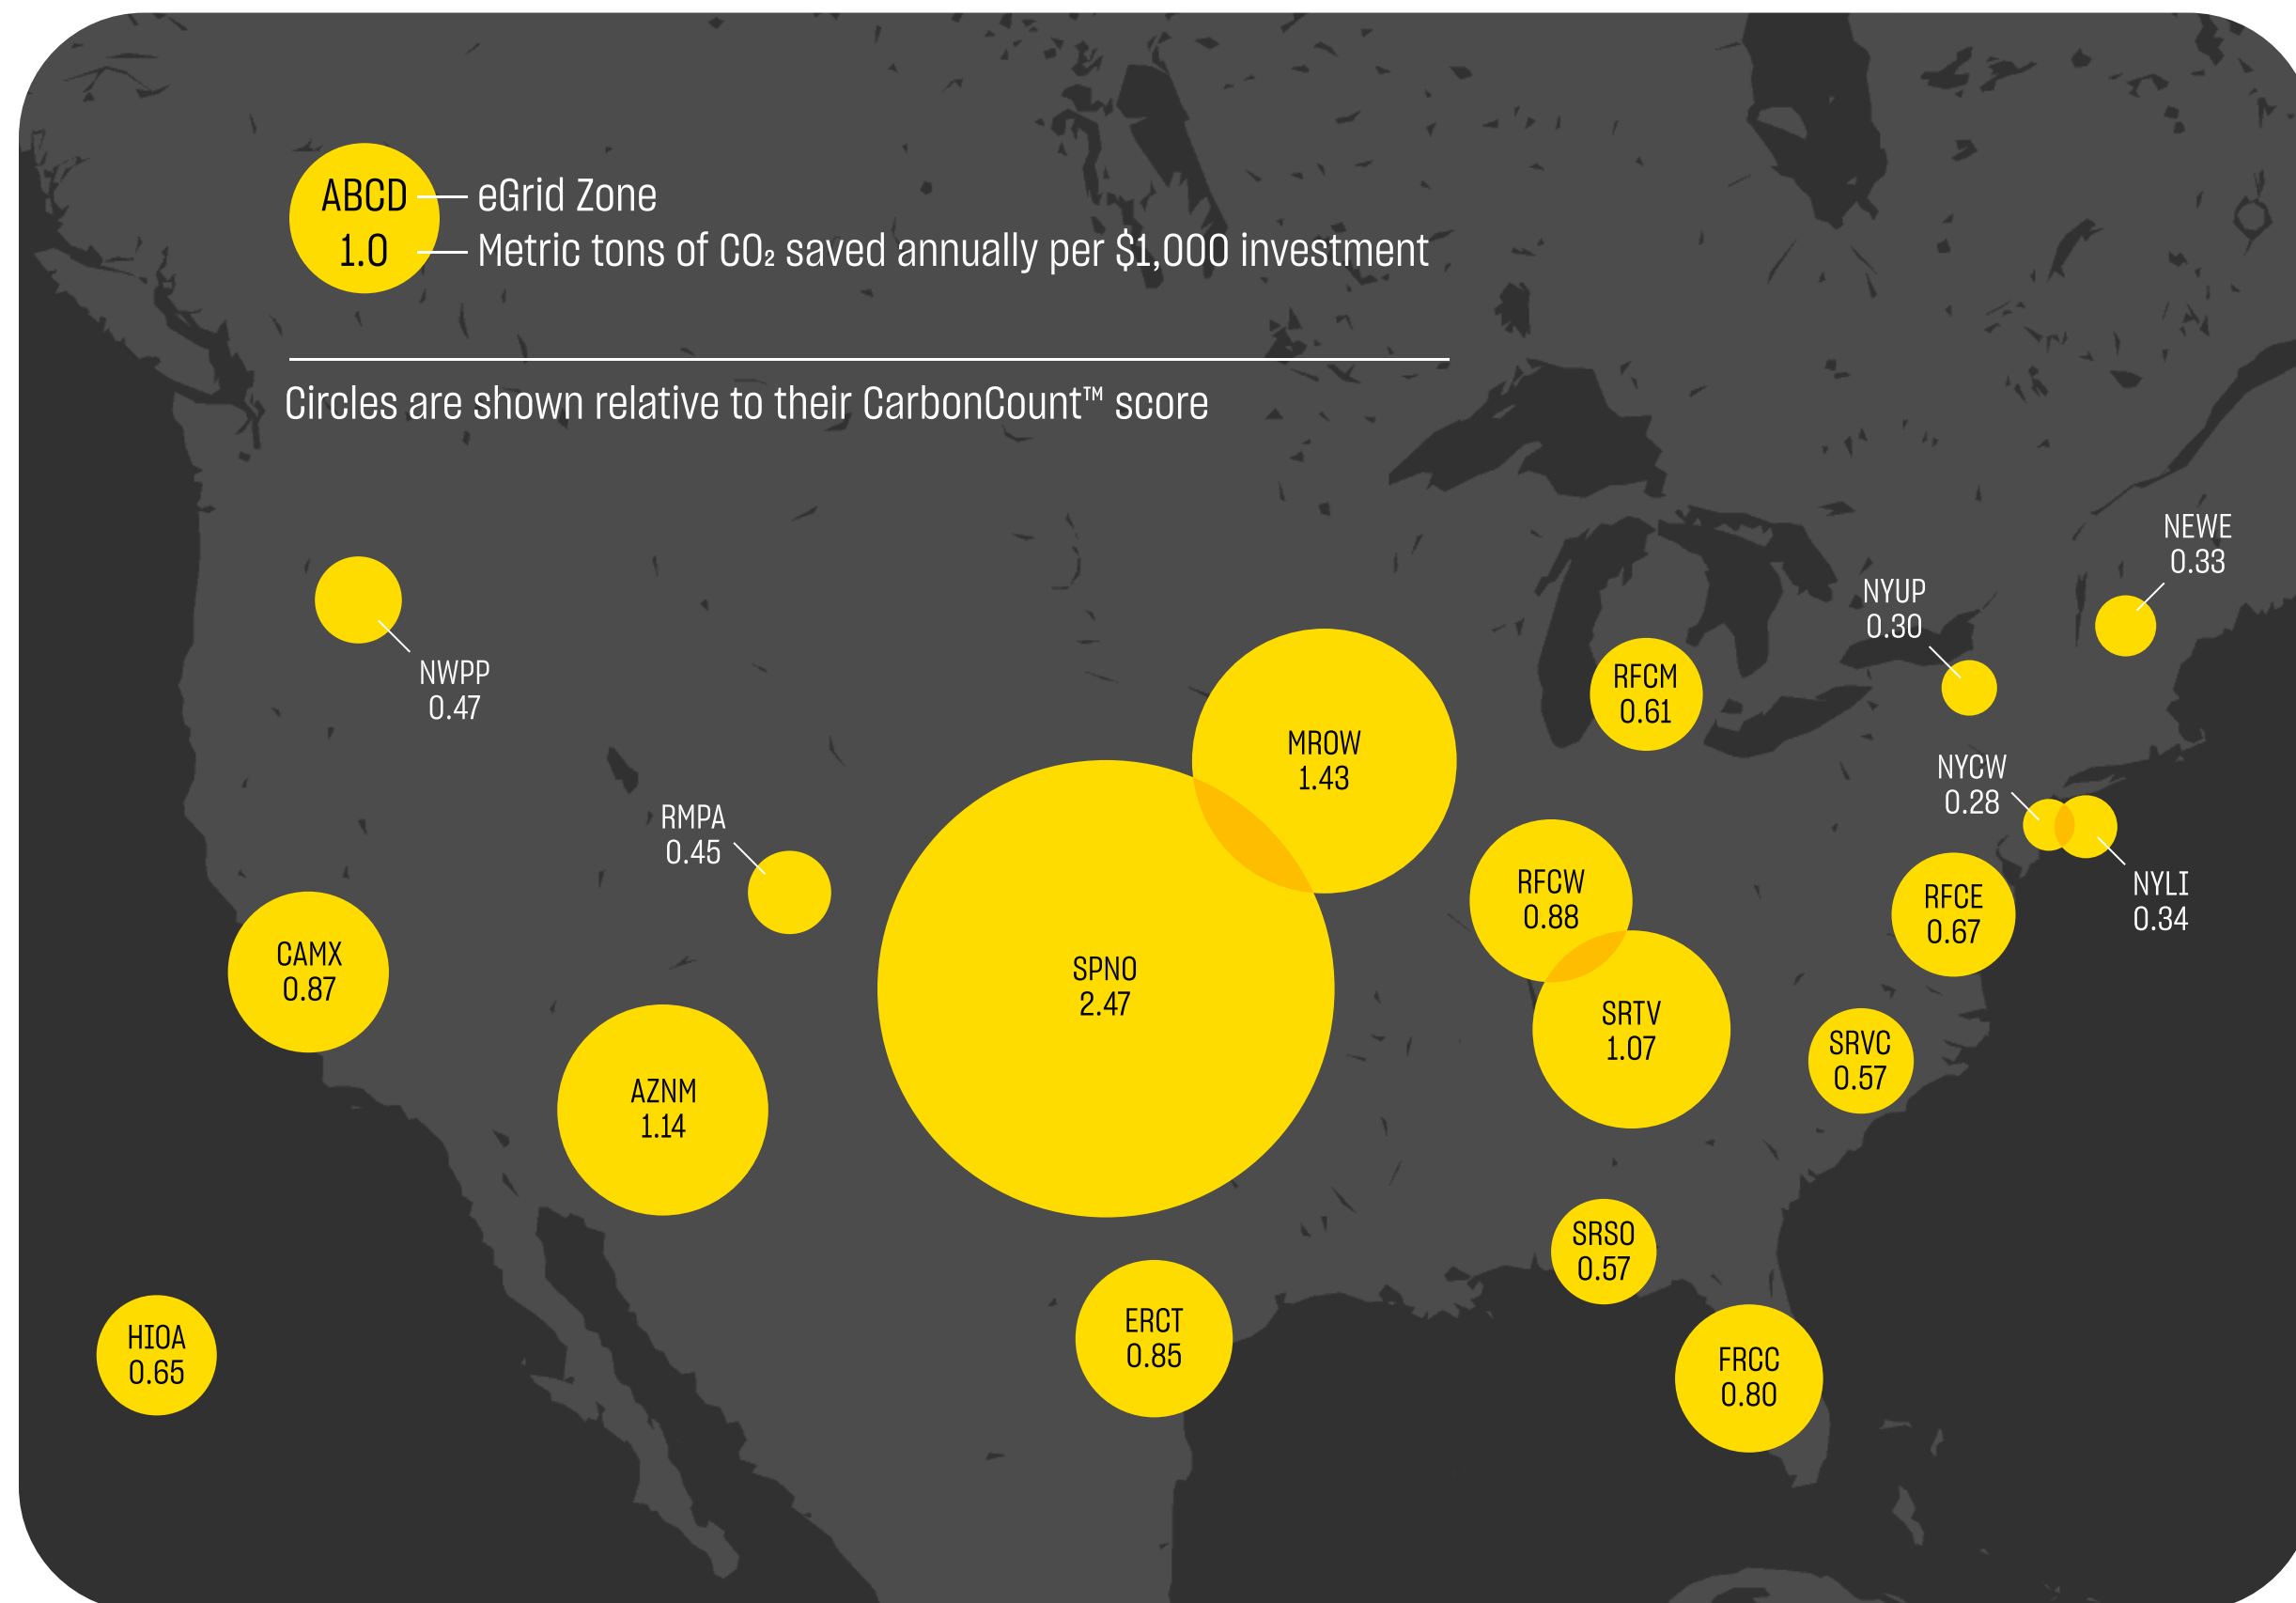 ABCD
eGrid Zone
1.0
Metric tons of CO₂ saved annually per $1,000 investment
Circles are shown relative to their CarbonCount™ score
NEWE
0.33
NYUP
0.30
NWPP
0.47
RFCM
0.61
MROW
1.43
NYCW
0.28
RMPA
0.45
RFCW
0.88
NYLI
0.34
RFCE
0.67
CAMX
0.87
SPNO
2.47
SRTV
1.07
SRVC
0.57
AZNM
1.14
SRSO
0.57
ERCT
0.85
HIOA
0.65
FRCC
0.80